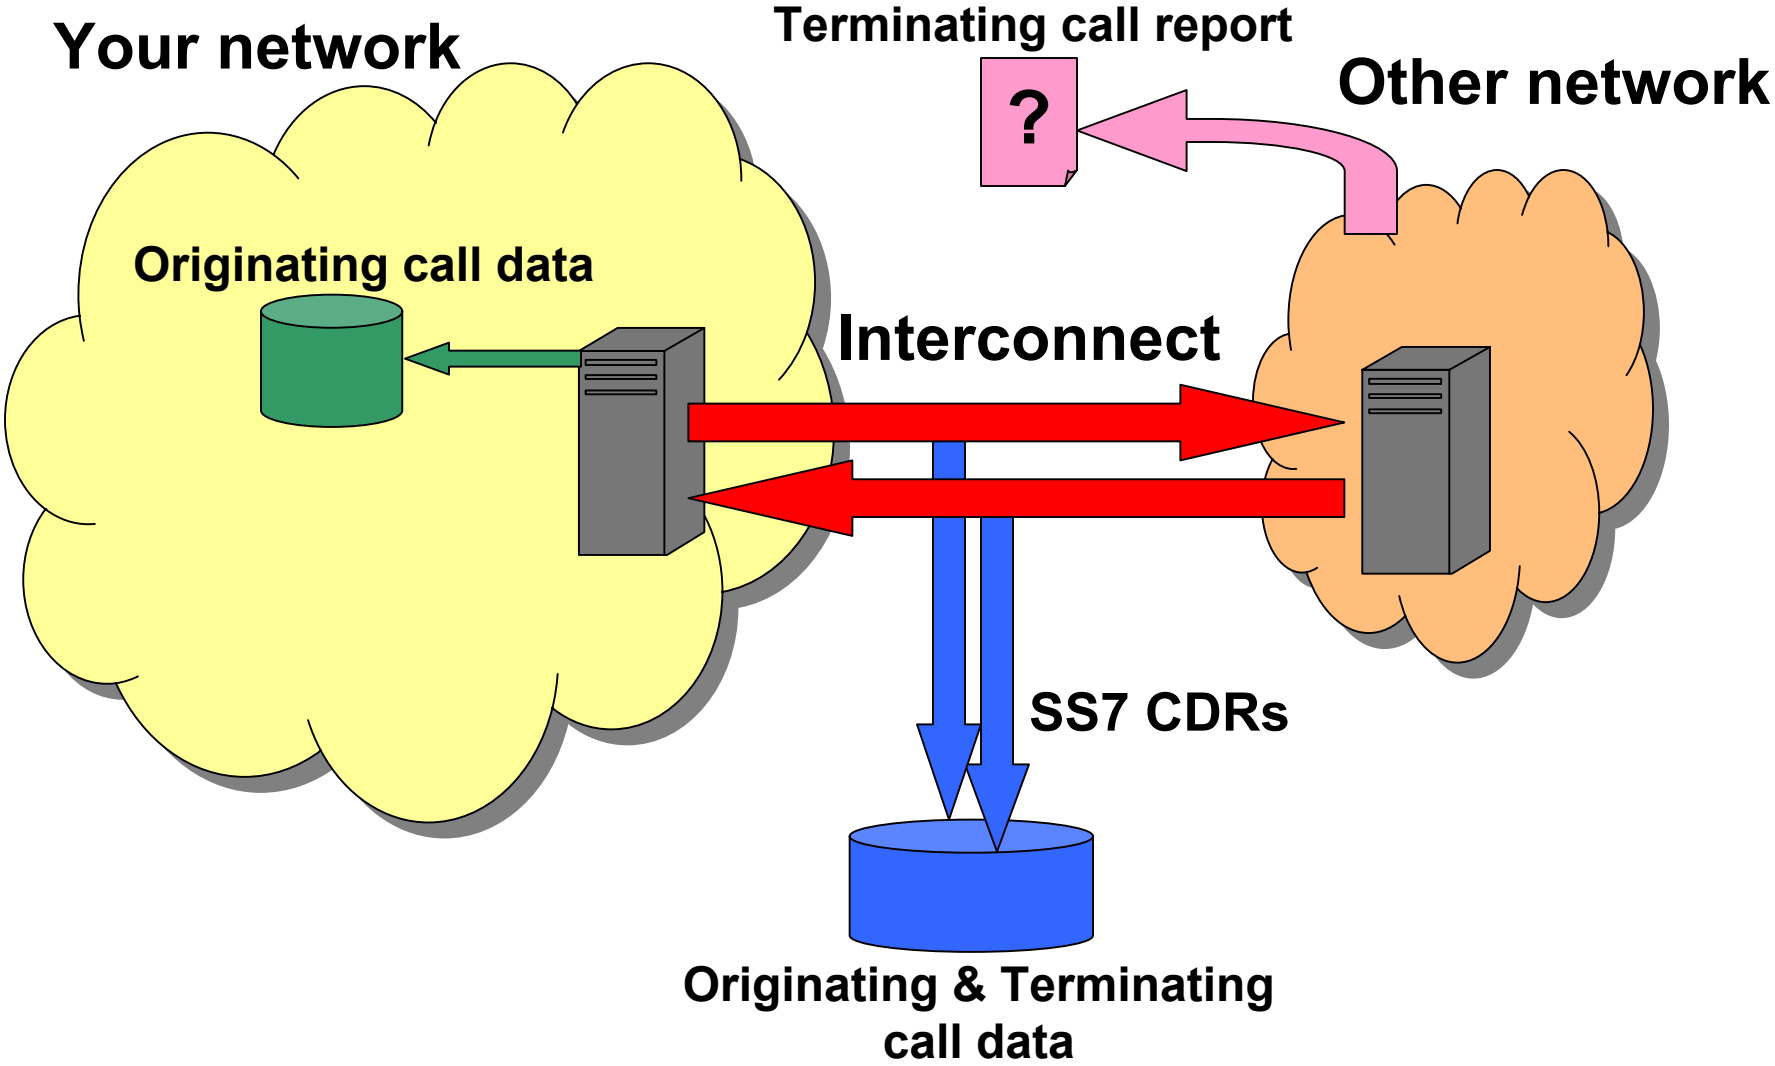 Your network
Terminating call report
Other network
?
Originating call data
Interconnect
SS7 CDRs
Originating & Terminating
call data